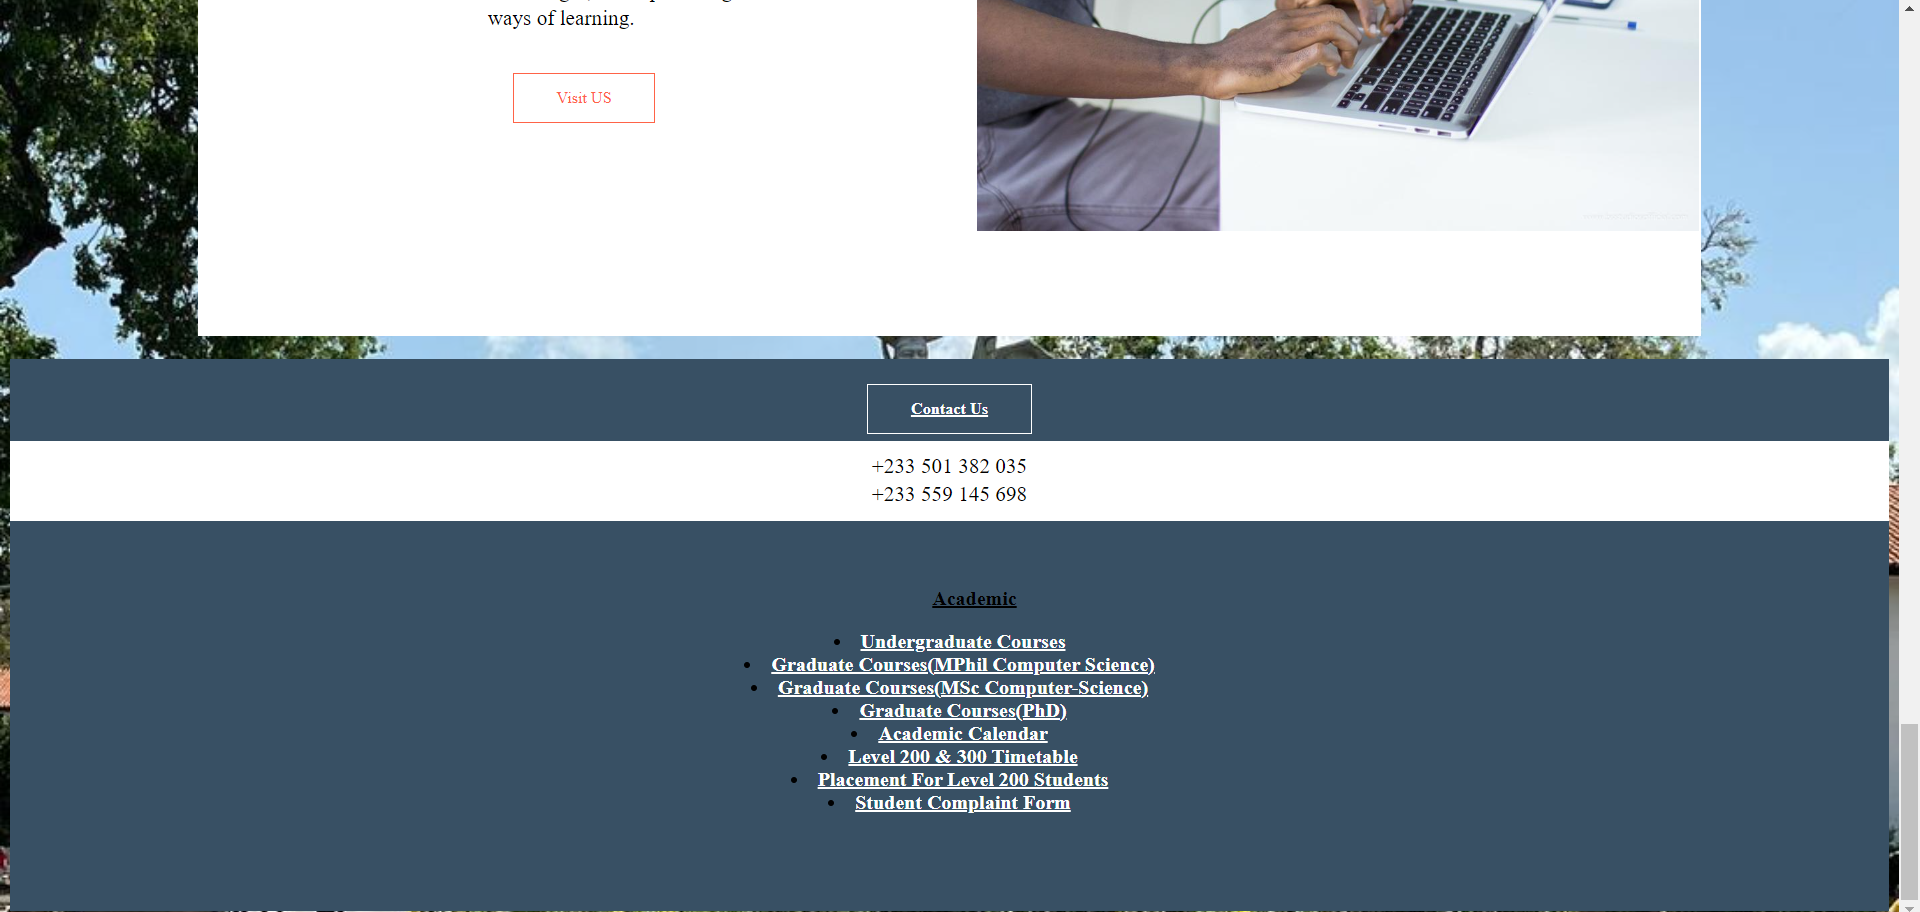 ways of learning.
Visit US
Contact Us
+233 501 382 035
+233 559 145 698
Academic
Undergraduate Courses
Graduate Courses(MPhil Computer Science)
Graduate Courses(MSc Computer-Science)
Graduate Courses(PhD)
Academic Calendar
Level 200 & 300 Timetable
Placement For Level 200 Students
Student Complaint Form